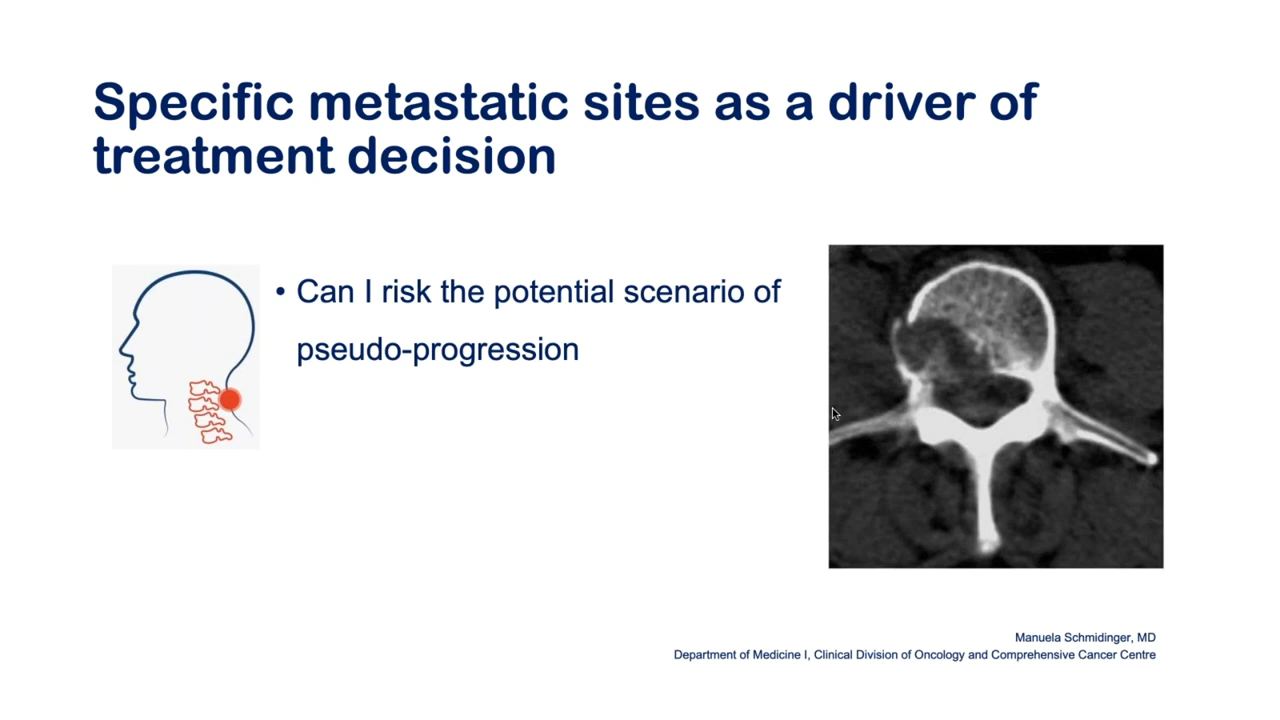 Specific metastatic sites as a driver of
treatment decision
• Can I risk the potential scenario of
pseudo-progression
Manuela Schmidinger, MD
Department of Medicine I, Clinical Division of Oncology and Comprehensive Cancer Centre